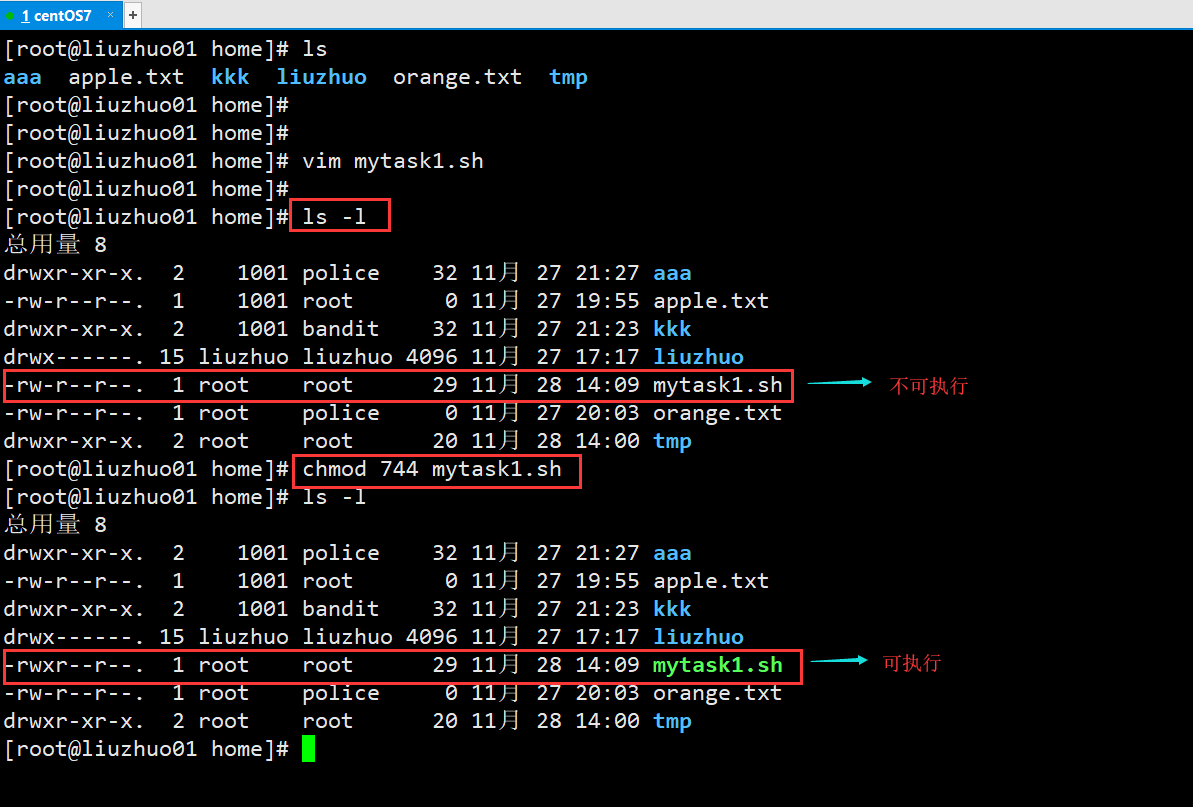 1 centOS7 × +
[root@liuzhuo01 home]# ls
aaa  apple.txt  kkk  liuzhuo  orange.txt  tmp
[root@liuzhuo01 home]#
[root@liuzhuo01 home]#
[root@liuzhuo01 home]# vim mytask1.sh
[root@liuzhuo01 home]#
[root@liuzhuo01 home]# ls -l
总用量 8
drwxr-xr-x.  2    1001 police    32 11月 27 21:27 aaa
-rw-r--r--.  1    1001 root       0 11月 27 19:55 apple.txt
drwxr-xr-x.  2    1001 bandit    32 11月 27 21:23 kkk
drwx------. 15 liuzhuo liuzhuo 4096 11月 27 17:17 liuzhuo
-rw-r--r--.  1 root    root      29 11月 28 14:09 mytask1.sh 不可执行
-rw-r--r--.  1 root    police     0 11月 27 20:03 orange.txt
drwxr-xr-x.  2 root    root      20 11月 28 14:00 tmp
[root@liuzhuo01 home]# chmod 744 mytask1.sh
[root@liuzhuo01 home]# ls -l
总用量 8
drwxr-xr-x.  2    1001 police    32 11月 27 21:27 aaa
-rw-r--r--.  1    1001 root       0 11月 27 19:55 apple.txt
drwxr-xr-x.  2    1001 bandit    32 11月 27 21:23 kkk
drwx------. 15 liuzhuo liuzhuo 4096 11月 27 17:17 liuzhuo
-rwxr--r--.  1 root    root      29 11月 28 14:09 mytask1.sh 可执行
-rw-r--r--.  1 root    police     0 11月 27 20:03 orange.txt
drwxr-xr-x.  2 root    root      20 11月 28 14:00 tmp
[root@liuzhuo01 home]#